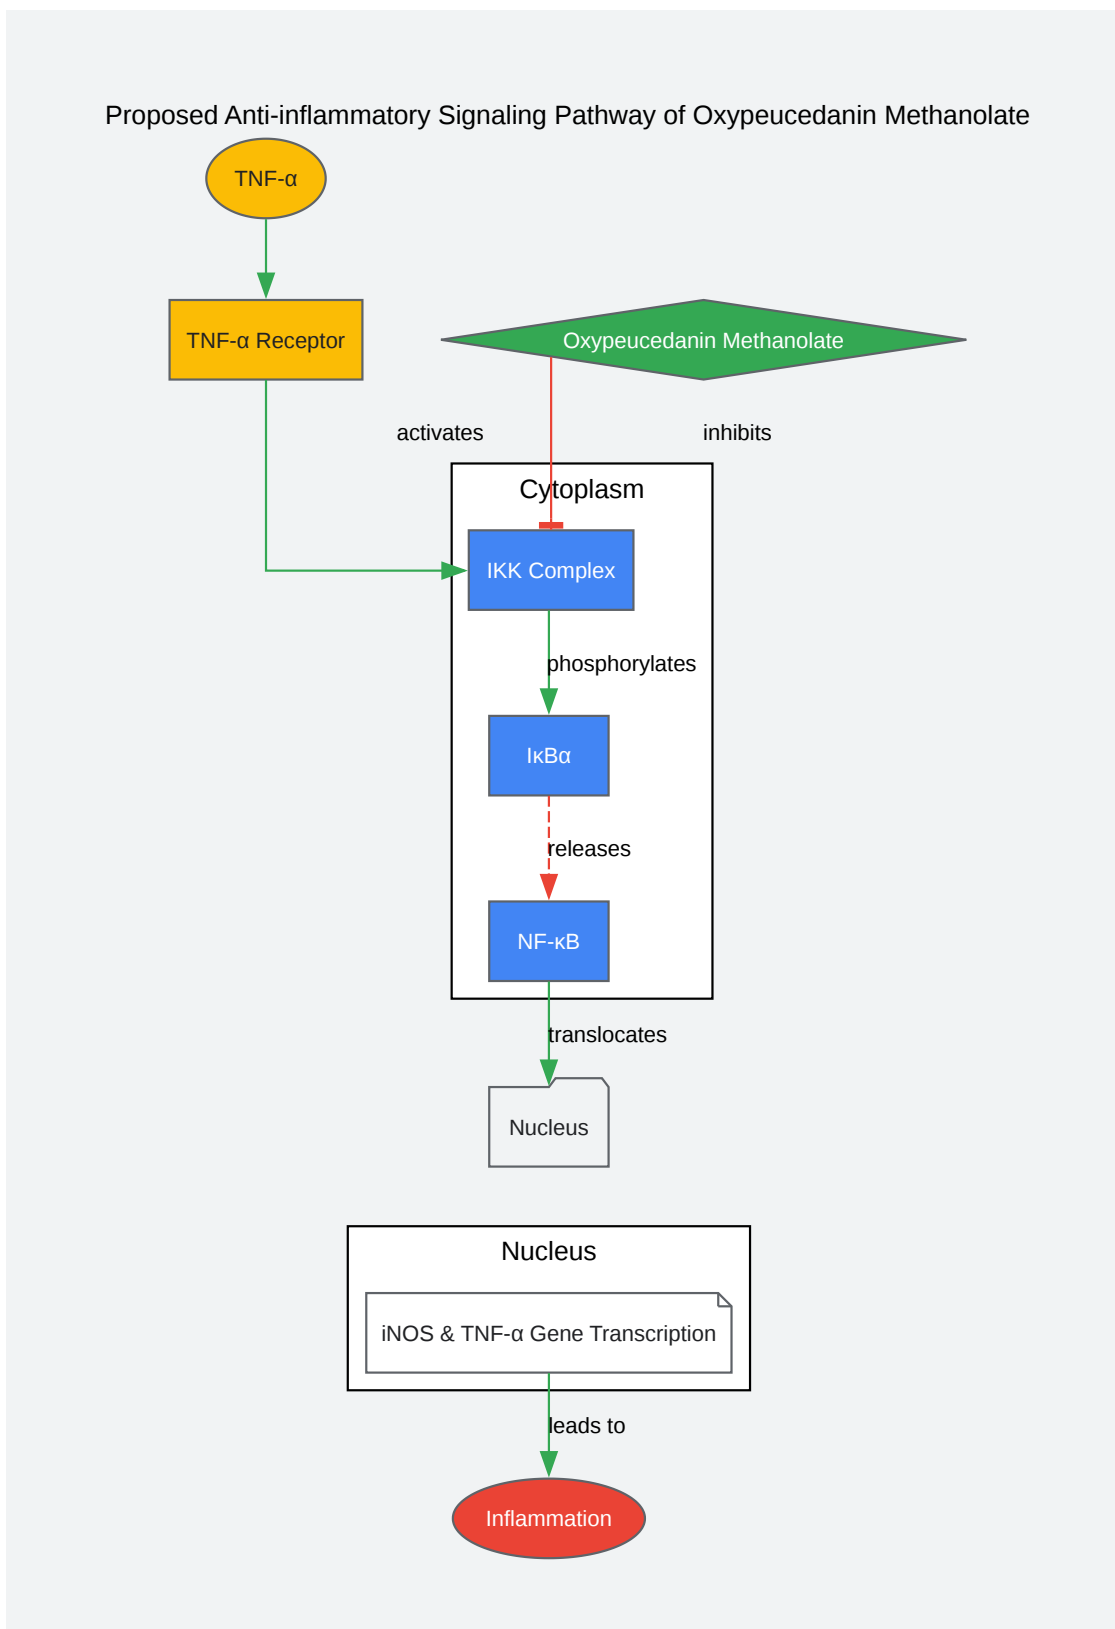 Proposed Anti-inflammatory Signaling Pathway of Oxypeucedanin Methanolate
TNF-α
TNF-α Receptor
Oxypeucedanin Methanolate
activates
inhibits
Cytoplasm
IKK Complex
phosphorylates
IκBα
releases
NF-κB
translocates
Nucleus
Nucleus
iNOS & TNF-α Gene Transcription
leads to
Inflammation